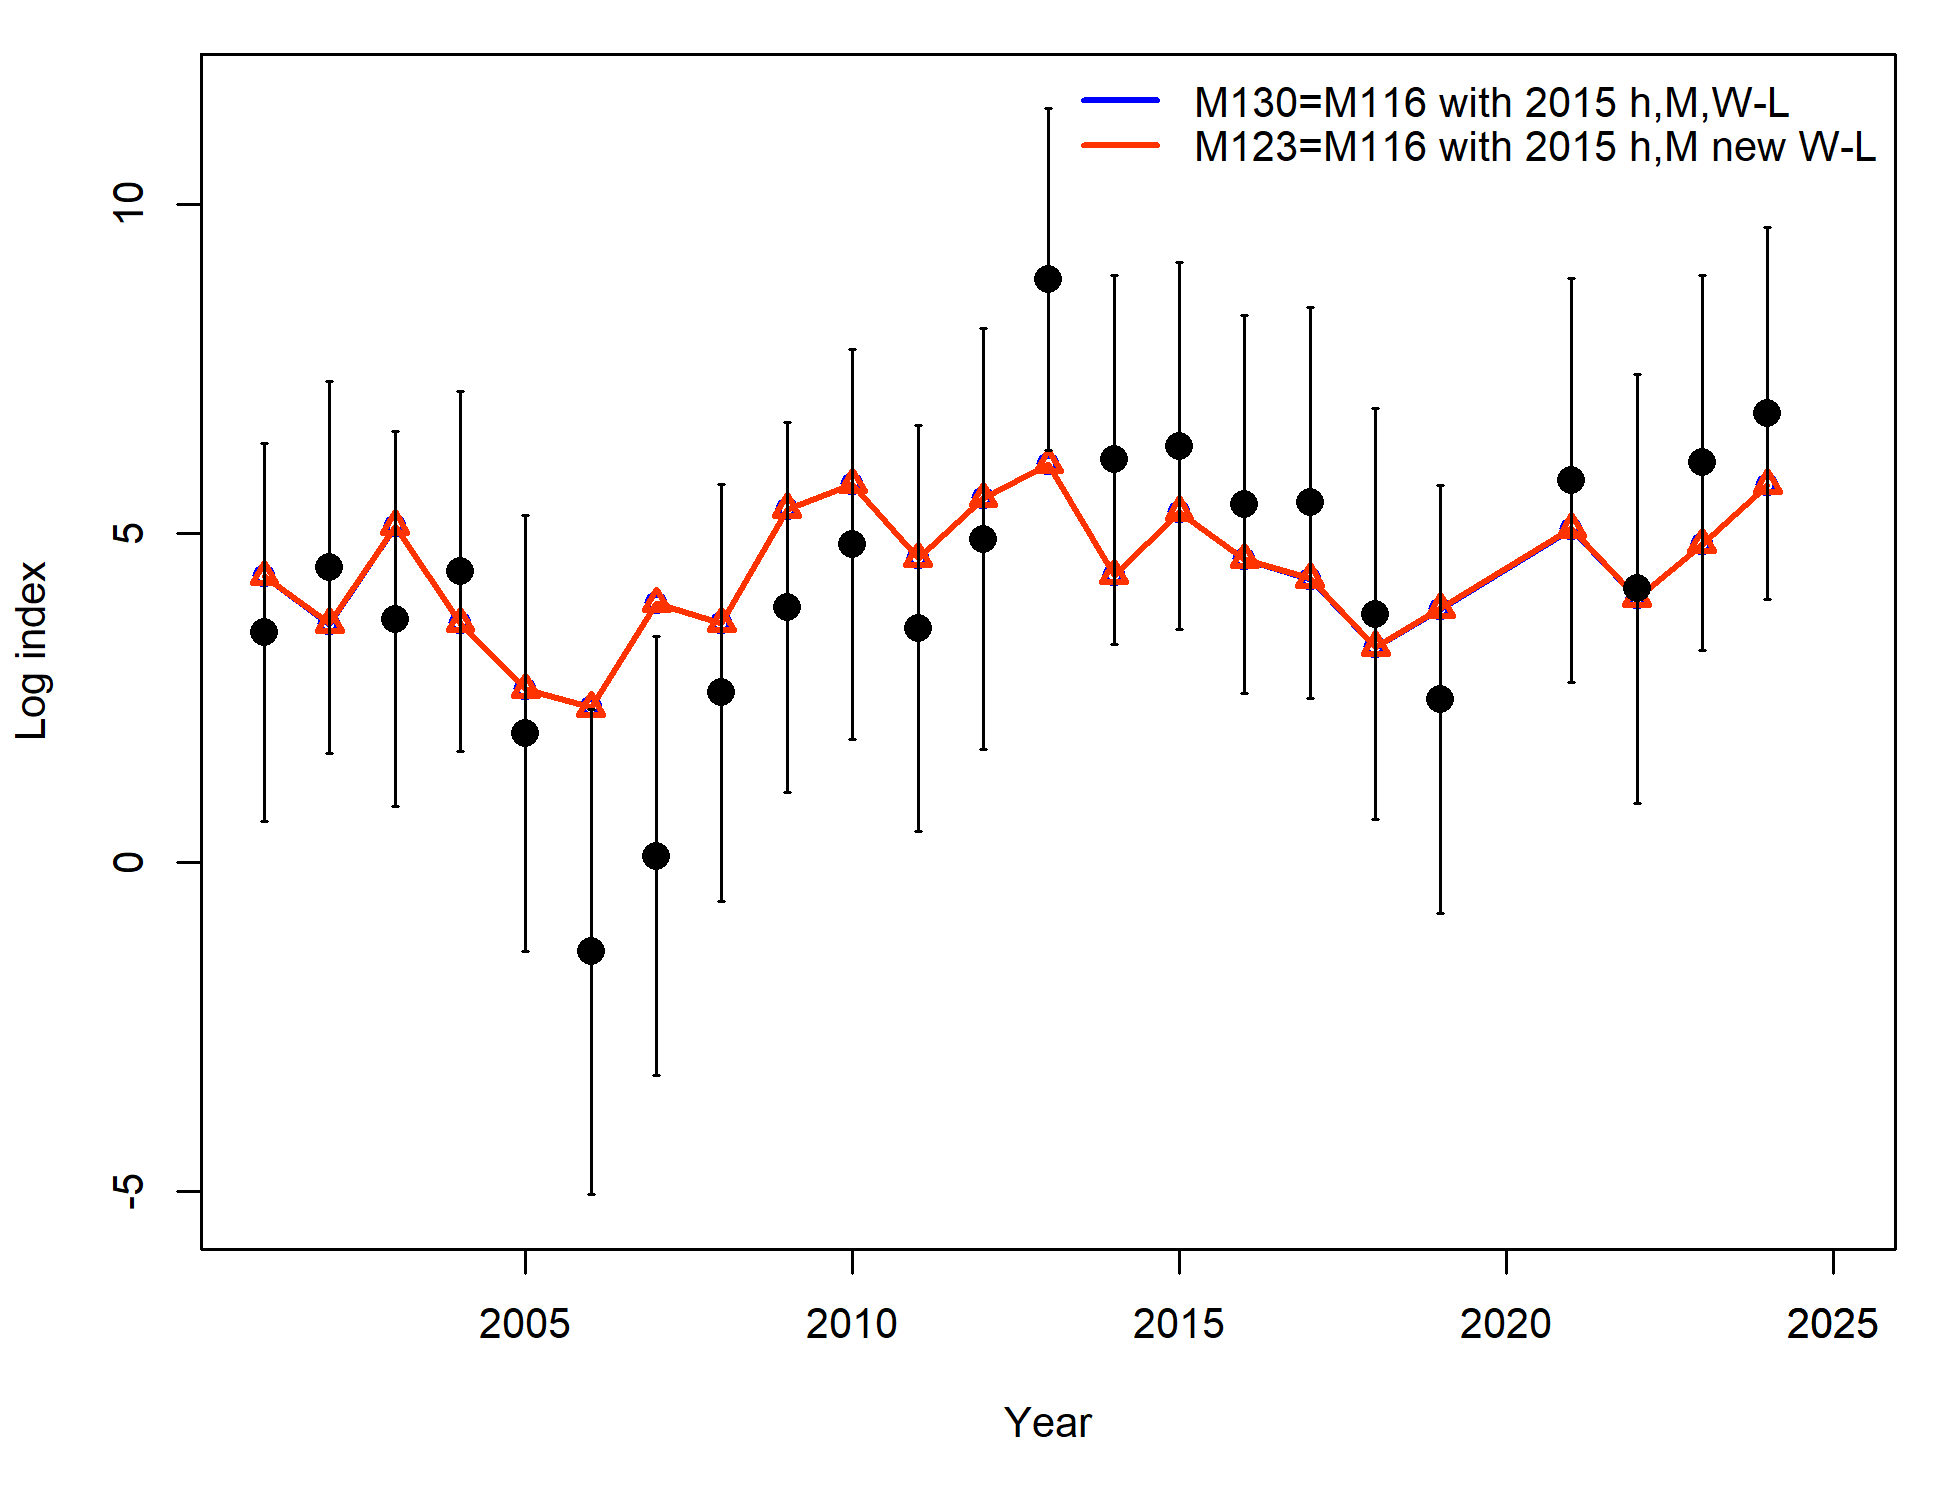 M130=M116 with 2015 h,M,W-L
M123=M116 with 2015 h,M new W-L
10
5
0
-5
Log index
2005 2010 2015 2020 2025
Year